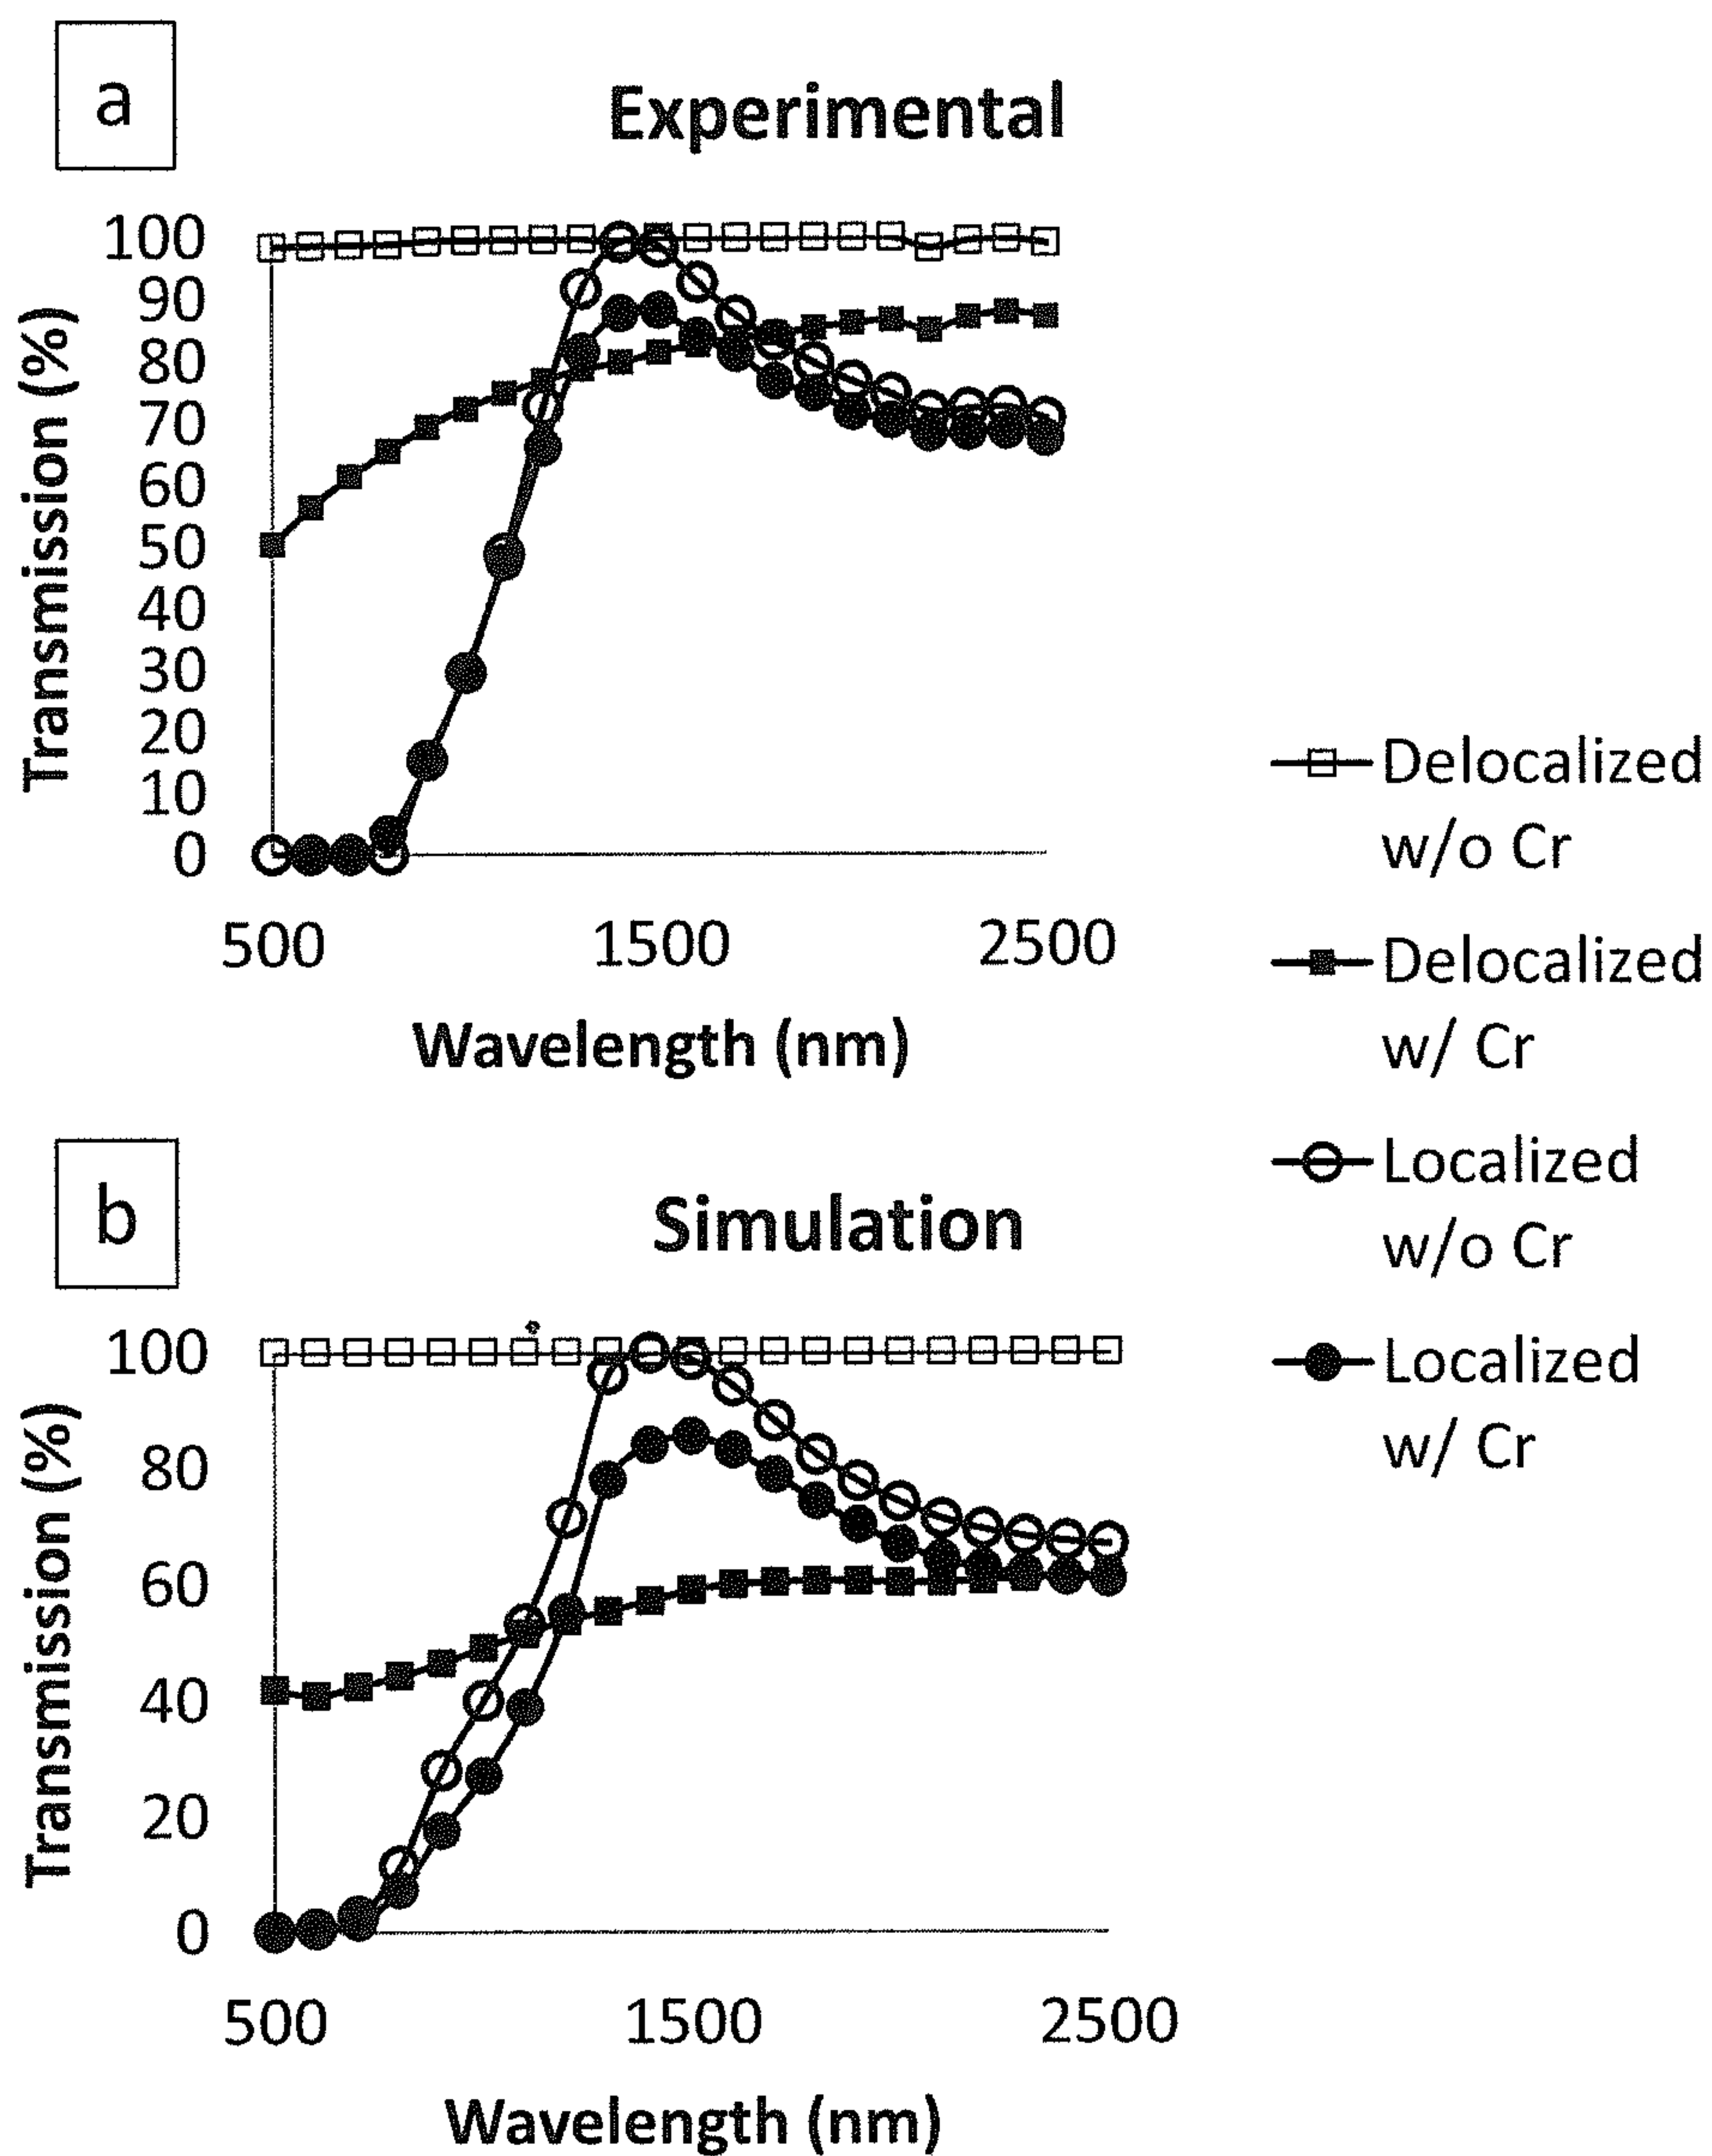 a
Experimental
Transmission (%)
100
90
80
70
60
50
40
30
20
10
0
500 1500 2500
Wavelength (nm)
Delocalized
w/o Cr
Delocalized
w/ Cr
Localized
w/o Cr
Localized
w/ Cr
b
Simulation
Transmission (%)
100
80
60
40
20
0
500 1500 2500
Wavelength (nm)